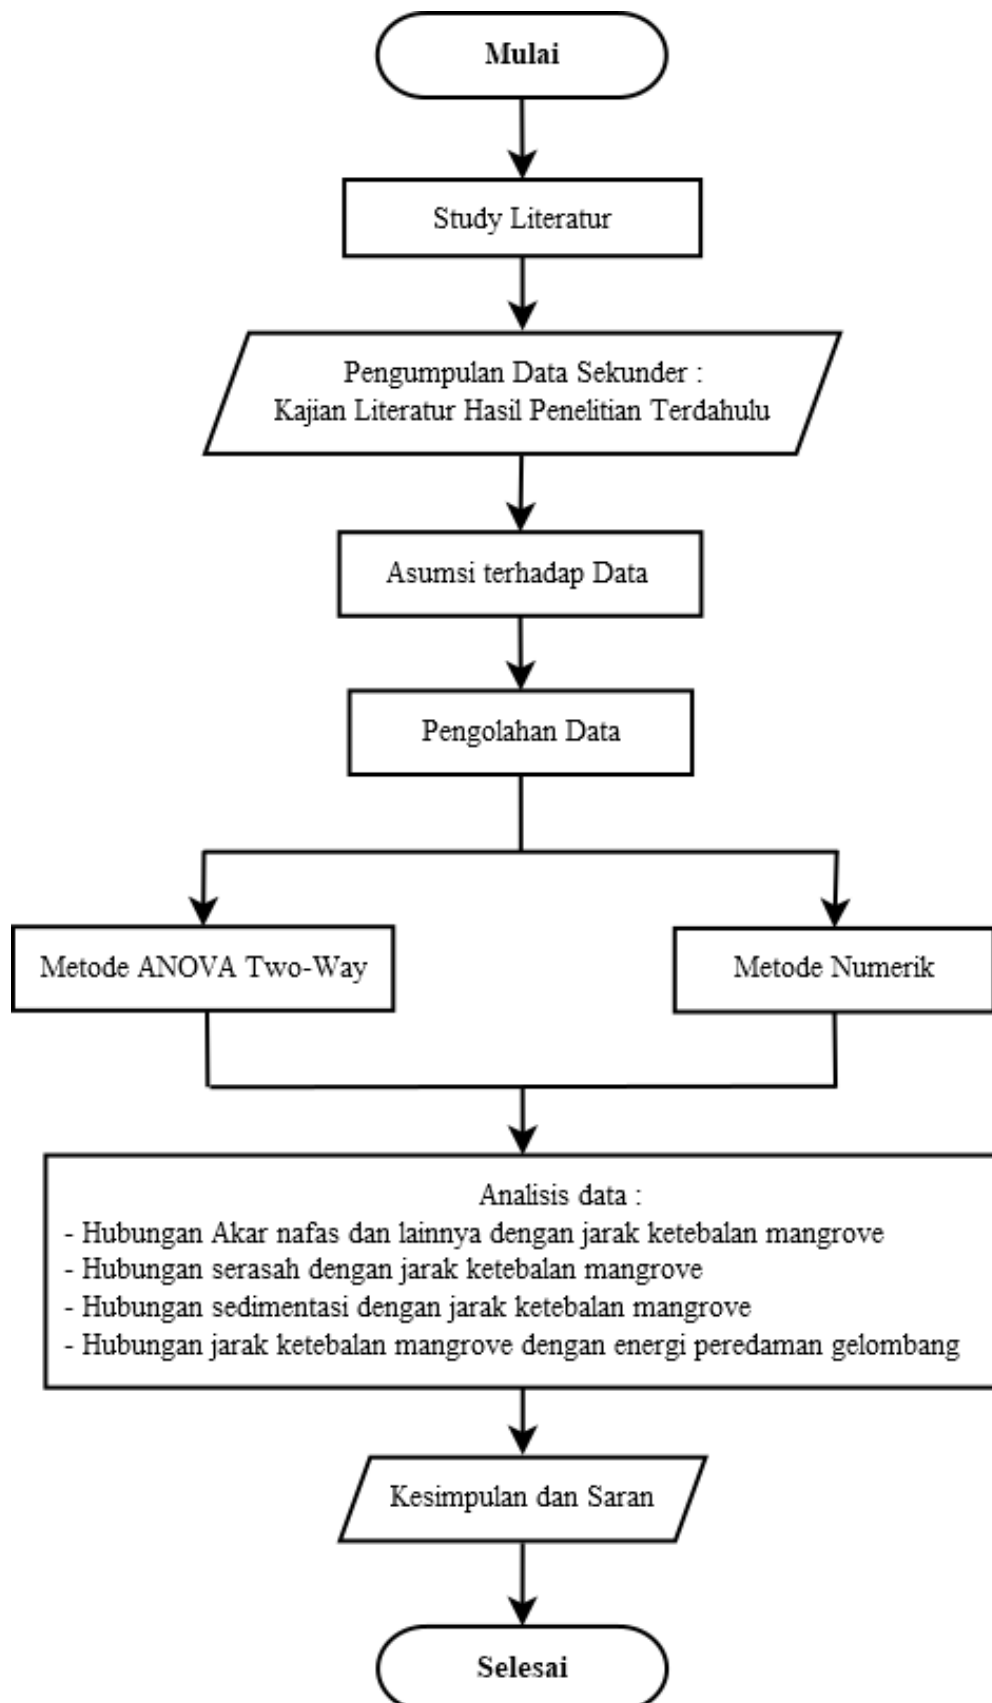 Mulai
Study Literatur
Pengumpulan Data Sekunder :
Kajian Literatur Hasil Penelitian Terdahulu
Asumsi terhadap Data
Pengolahan Data
Metode ANOVA Two-Way
Metode Numerik
Analisis data :
- Hubungan Akar nafas dan lainnya dengan jarak ketebalan mangrove
- Hubungan serasah dengan jarak ketebalan mangrove
- Hubungan sedimentasi dengan jarak ketebalan mangrove
- Hubungan jarak ketebalan mangrove dengan energi peredaman gelombang
Kesimpulan dan Saran
Selesai